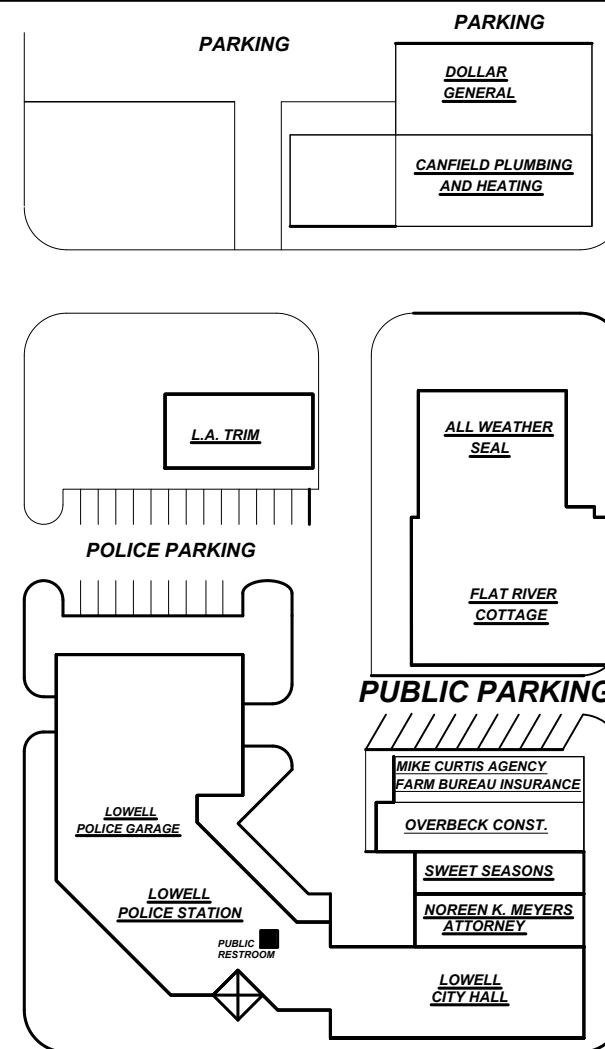 PARKING
PARKING
DOLLAR
GENERAL
CANFIELD PLUMBING
AND HEATING
L.A. TRIM
ALL WEATHER
SEAL
POLICE PARKING
FLAT RIVER
COTTAGE
PUBLIC PARKING
MIKE CURTIS AGENCY
FARM BUREAU INSURANCE
LOWELL
POLICE GARAGE
OVERBECK CONST.
SWEET SEASONS
LOWELL
POLICE STATION
NOREEN K. MEYERS
ATTORNEY
PUBLIC
RESTROOM
LOWELL
CITY HALL